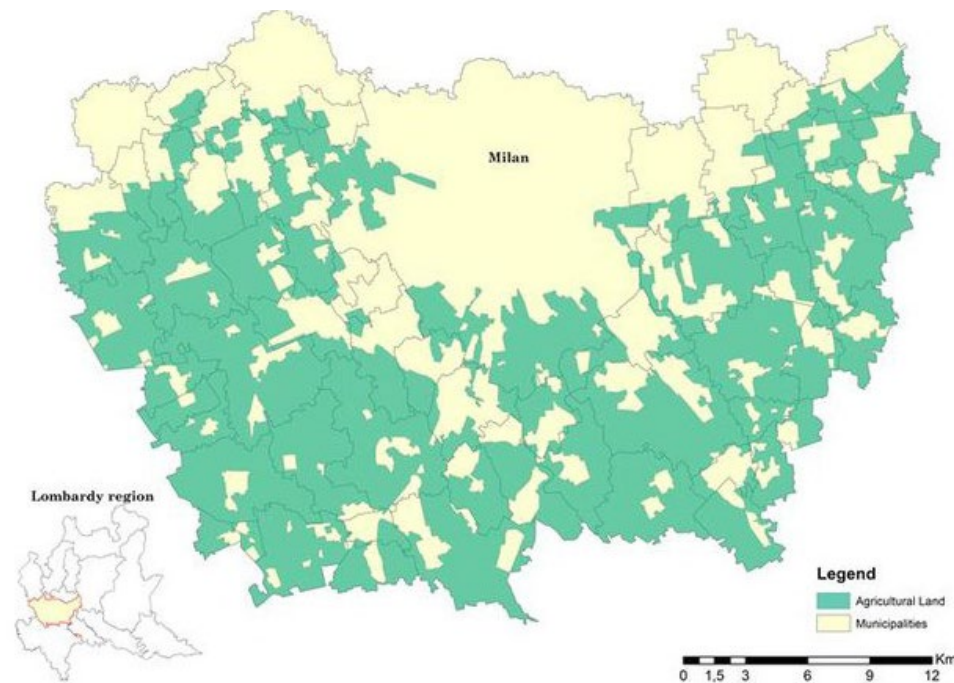 Milan
Lombardy region
Legend
Agricultural Land
Municipalities
Km
0 1,5 3 6 9 12